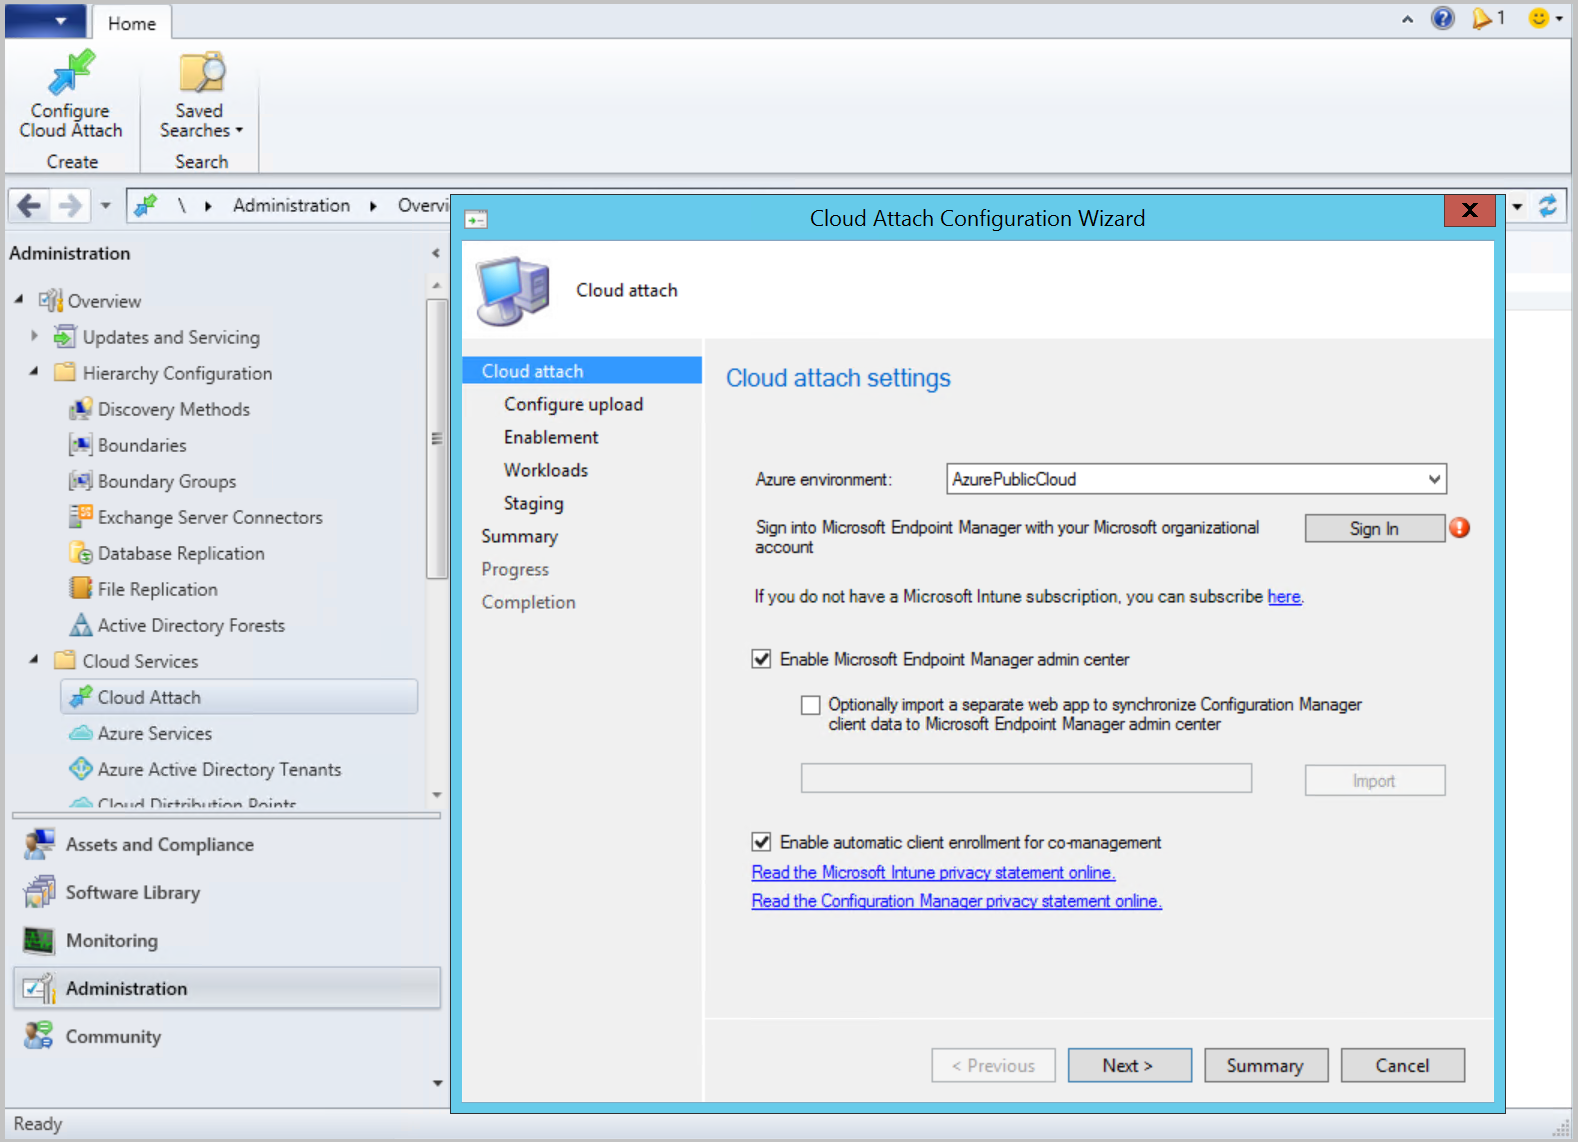 Home
1
Configure
Cloud Attach
Create
Saved
Searches
Search
\ Administration Overvi
Administration
Overview
Updates and Servicing
Hierarchy Configuration
Discovery Methods
Boundaries
Boundary Groups
Exchange Server Connectors
Database Replication
File Replication
Active Directory Forests
Cloud Services
Cloud Attach
Azure Services
Azure Active Directory Tenants
Cloud Distribution Points
Assets and Compliance
Software Library
Monitoring
Administration
Community
Ready
Cloud Attach Configuration Wizard
X
Cloud attach
Cloud attach
Configure upload
Enablement
Workloads
Staging
Summary
Progress
Completion
Cloud attach settings
Azure environment: AzurePublicCloud
Sign into Microsoft Endpoint Manager with your Microsoft organizational
account
Sign In
If you do not have a Microsoft Intune subscription, you can subscribe here.
Enable Microsoft Endpoint Manager admin center
Optionally import a separate web app to synchronize Configuration Manager
client data to Microsoft Endpoint Manager admin center
Import
Enable automatic client enrollment for co-management
Read the Microsoft Intune privacy statement online.
Read the Configuration Manager privacy statement online.
< Previous Next > Summary Cancel